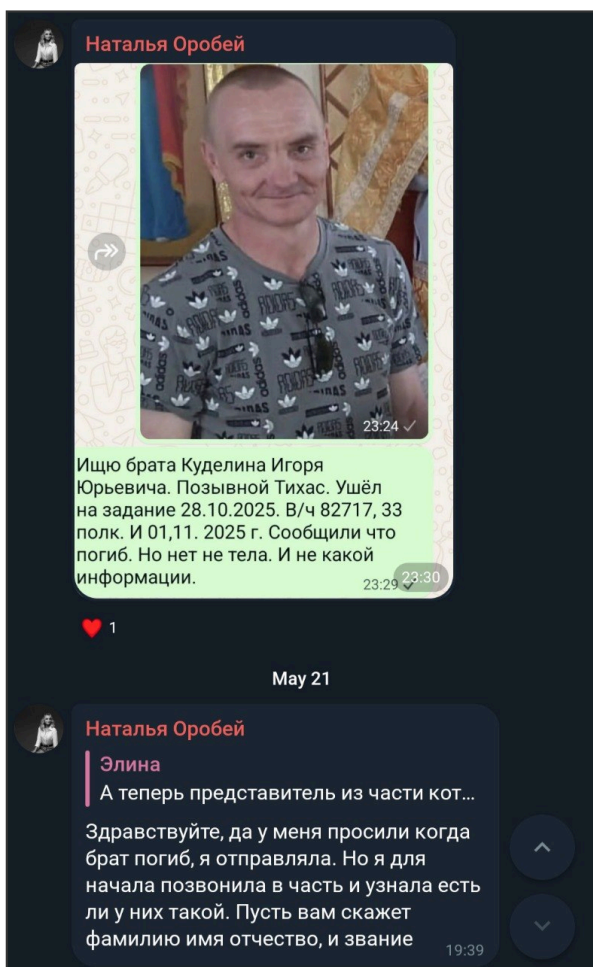 Наталья Оробей
23:24
Ищю брата Куделина Игоря
Юрьевича. Позывной Тихас. Ушёл
на задание 28.10.2025. В/ч 82717, 33
полк. И 01,11. 2025 г. Сообщили что
погиб. Но нет не тела. И не какой
информации.
23:29
23:30
1
May 21
Наталья Оробей
Элина
А теперь представитель из части кот...
Здравствуйте, да у меня просили когда
брат погиб, я отправляла. Но я для
начала позвонила в часть и узнала есть
ли у них такой. Пусть вам скажет
фамилию имя отчество, и звание
19:39